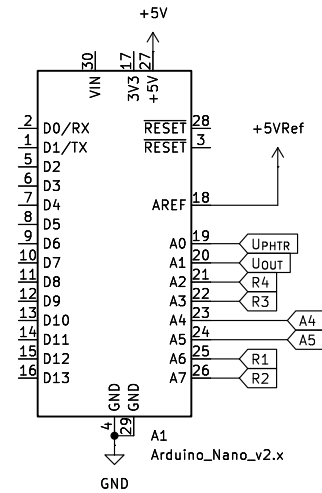 +5V
30 17 27
VIN 3V3 +5V
2 D0/RX RESET 28
1 D1/TX RESET 3
5 D2 +5VRef
6 D3
7 D4 AREF 18
8 D5
9 D6 A0 19 UPHTR
10 D7 A1 20 UOUT
11 D8 A2 21 R4
12 D9 A3 22 R3
13 D10 A4 23 A4
14 D11 A5 24 A5
15 D12 A6 25 R1
16 D13 A7 26 R2
GND GND
4 29 A1
Arduino_Nano_v2.x
GND